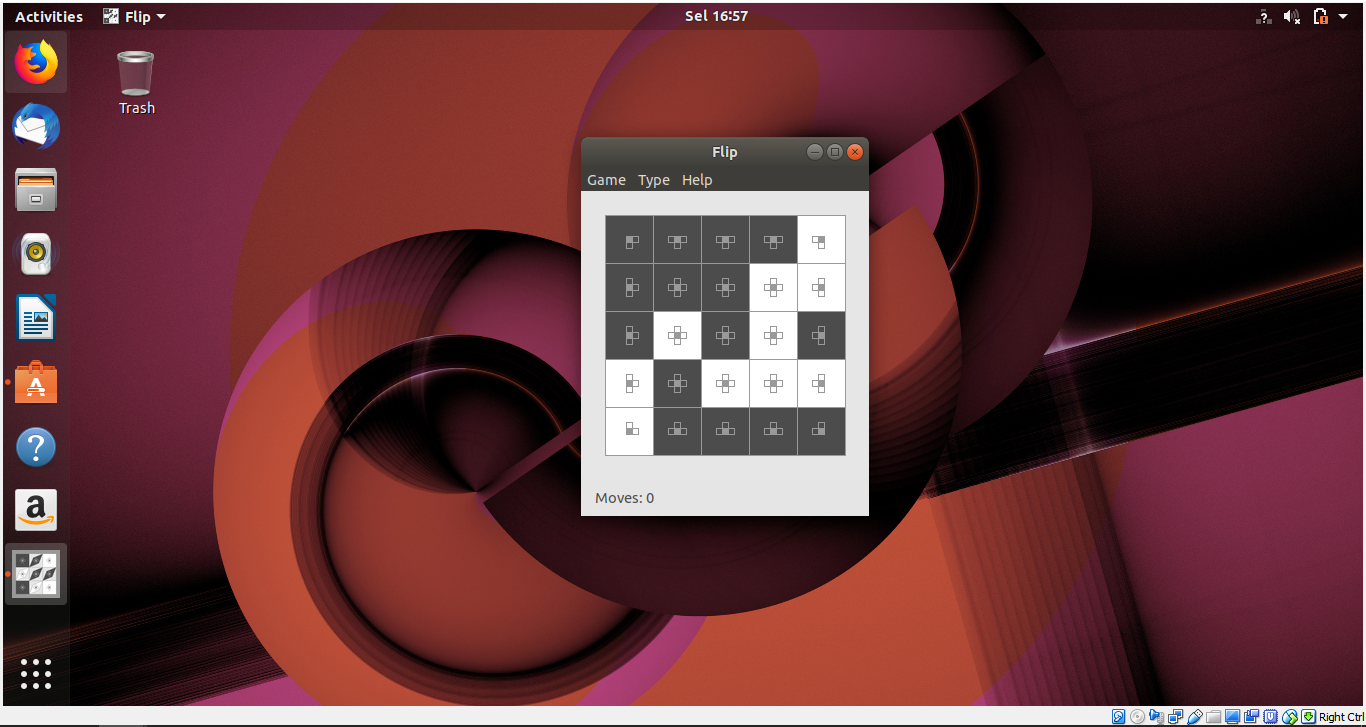 Activities Flip Sel 16:57
Trash
Flip
Game Type Help
Moves: 0
Right Ctrl